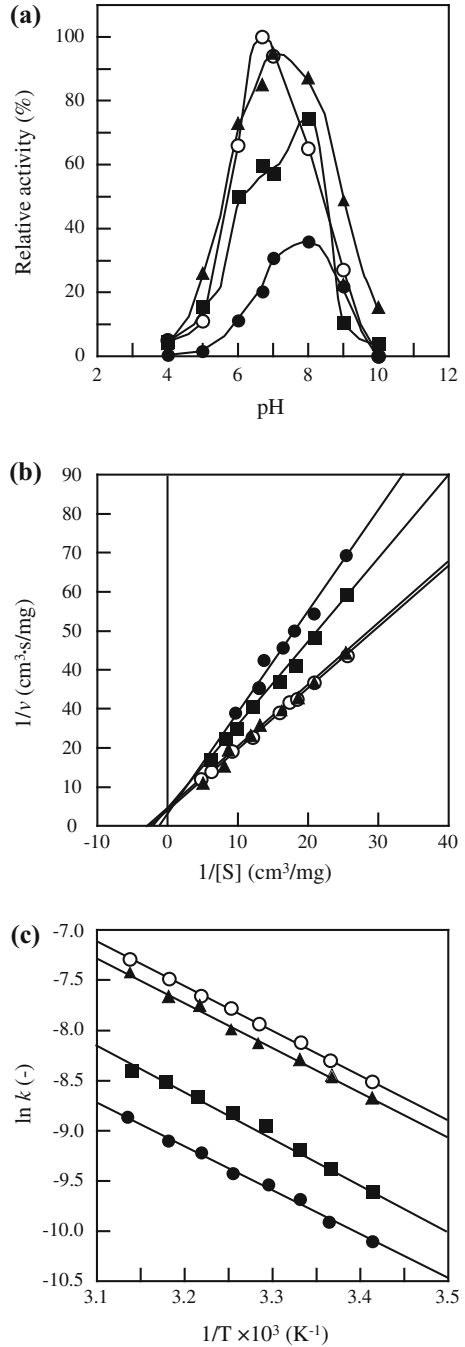 (a)
100
80
60
40
20
0
Relative activity (%)
2 4 6 8 10 12
pH
(b)
90
80
70
60
50
40
30
20
10
0
1/v (cm³·s/mg)
-10 0 10 20 30 40
1/[S] (cm³/mg)
(c)
-7.0
-7.5
-8.0
-8.5
-9.0
-9.5
-10.0
-10.5
ln k (-)
3.1 3.2 3.3 3.4 3.5
1/T ×10³ (K⁻¹)